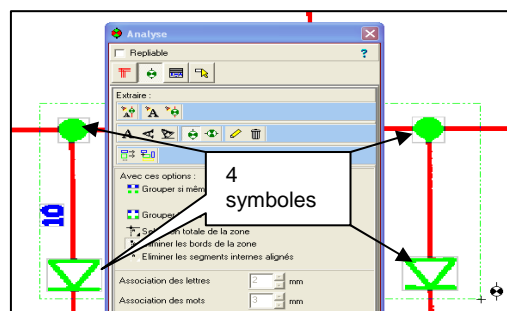 Analyse
Repliable ?
Extraire :
Avec ces options :
Grouper si mêm
Grouper
4
symboles
totale de la zone
Eliminer les bords de la zone
Eliminer les segments internes alignés
Association des lettres 2 mm
Association des mots 3 mm
10